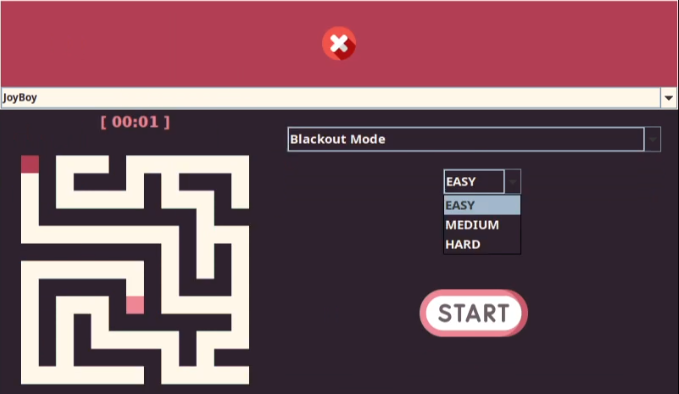 JoyBoy
[ 00:01 ]
Blackout Mode
EASY
EASY
MEDIUM
HARD
START